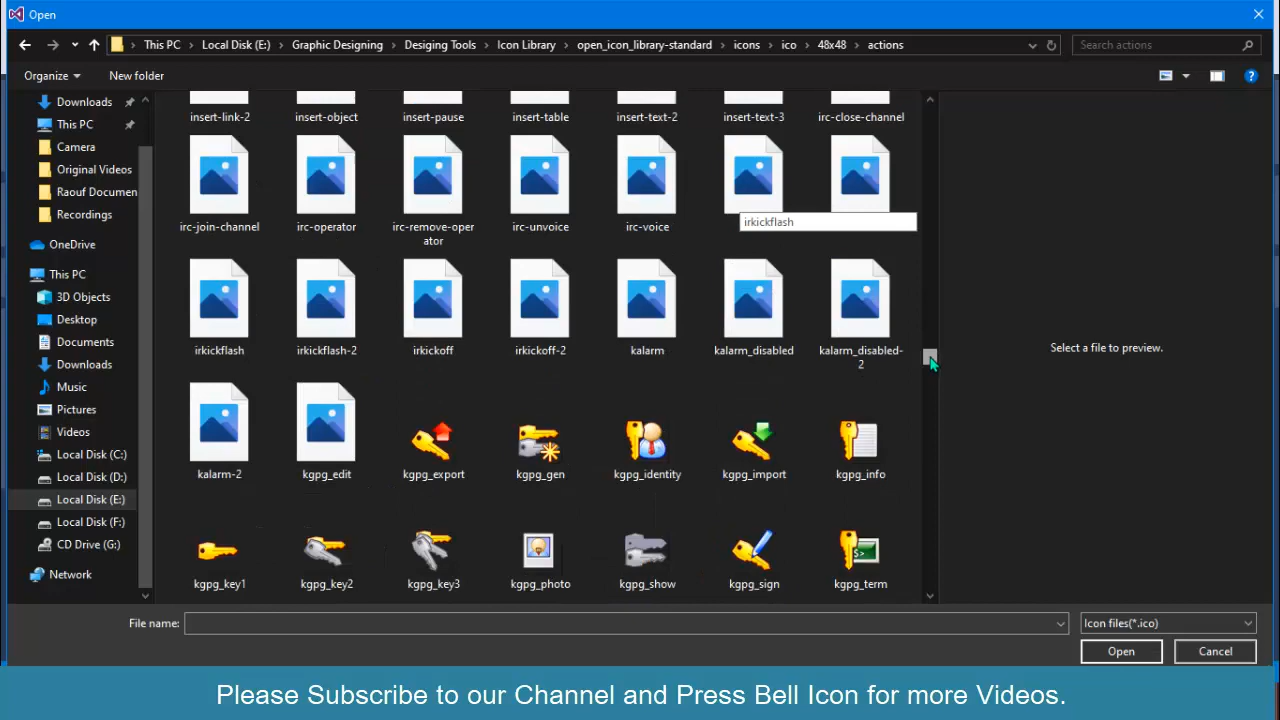 Open
This PC
Local Disk (E:)
Graphic Designing
Desiging Tools
Icon Library
open_icon_library-standard
icons
ico
48x48
actions
Search actions
Organize
New folder
Downloads
This PC
Camera
Original Videos
Raouf Documen
Recordings
OneDrive
This PC
3D Objects
Desktop
Documents
Downloads
Music
Pictures
Videos
Local Disk (C:)
Local Disk (D:)
Local Disk (E:)
Local Disk (F:)
CD Drive (G:)
Network
insert-link-2
insert-object
insert-pause
insert-table
insert-text-2
insert-text-3
irc-close-channel
irc-join-channel
irc-operator
irc-remove-oper
ator
irc-unvoice
irc-voice
irkickflash
irkickflash
irkickflash-2
irkickoff
irkickoff-2
kalarm
kalarm_disabled
kalarm_disabled-
2
kalarm-2
kgpg_edit
kgpg_export
kgpg_gen
kgpg_identity
kgpg_import
kgpg_info
kgpg_key1
kgpg_key2
kgpg_key3
kgpg_photo
kgpg_show
kgpg_sign
kgpg_term
Select a file to preview.
File name:
Icon files(*.ico)
Open
Cancel
Please Subscribe to our Channel and Press Bell Icon for more Videos.